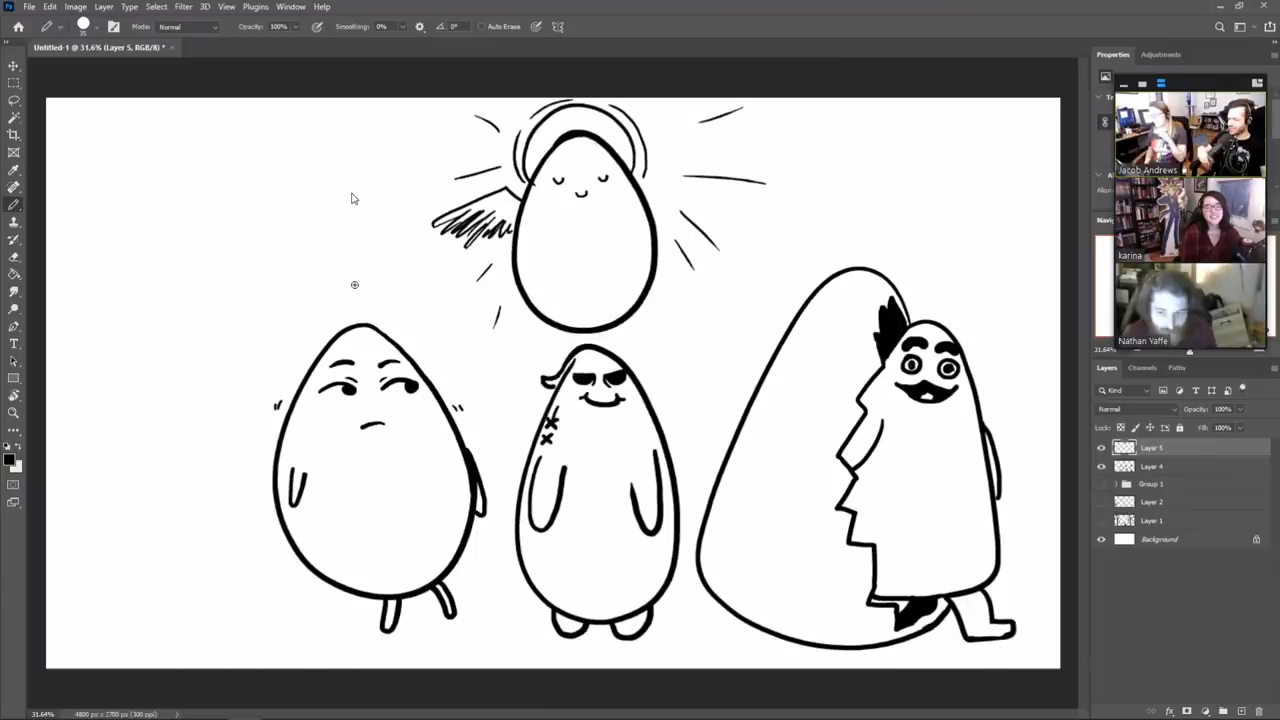 File Edit Image Layer Type Select Filter 3D View Plugins Window Help
Mode: Normal Opacity: 100% Smoothing: 0% 0° Auto Erase
Untitled-1 @ 31.6% (Layer 5, RGB/8) *
Properties Adjustments
Jacob Andrews
karina
Nathan Yaffe
31.64%
Layers Channels Paths
Kind
Normal Opacity: 100%
Lock: Fill: 100%
Layer 5
Layer 4
Group 1
Layer 2
Layer 1
Background
31.64% 4800 px x 2700 px (300 ppi)